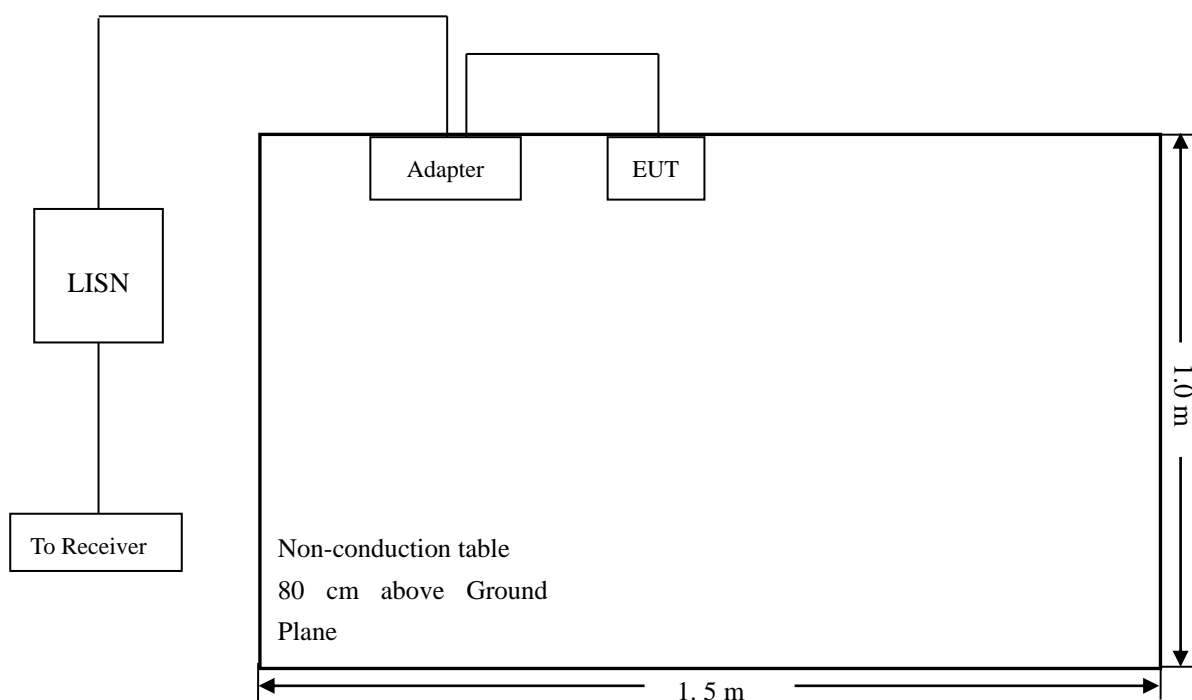 Adapter
EUT
LISN
1.0 m
To Receiver
Non-conduction table
80 cm above Ground
Plane
1. 5 m